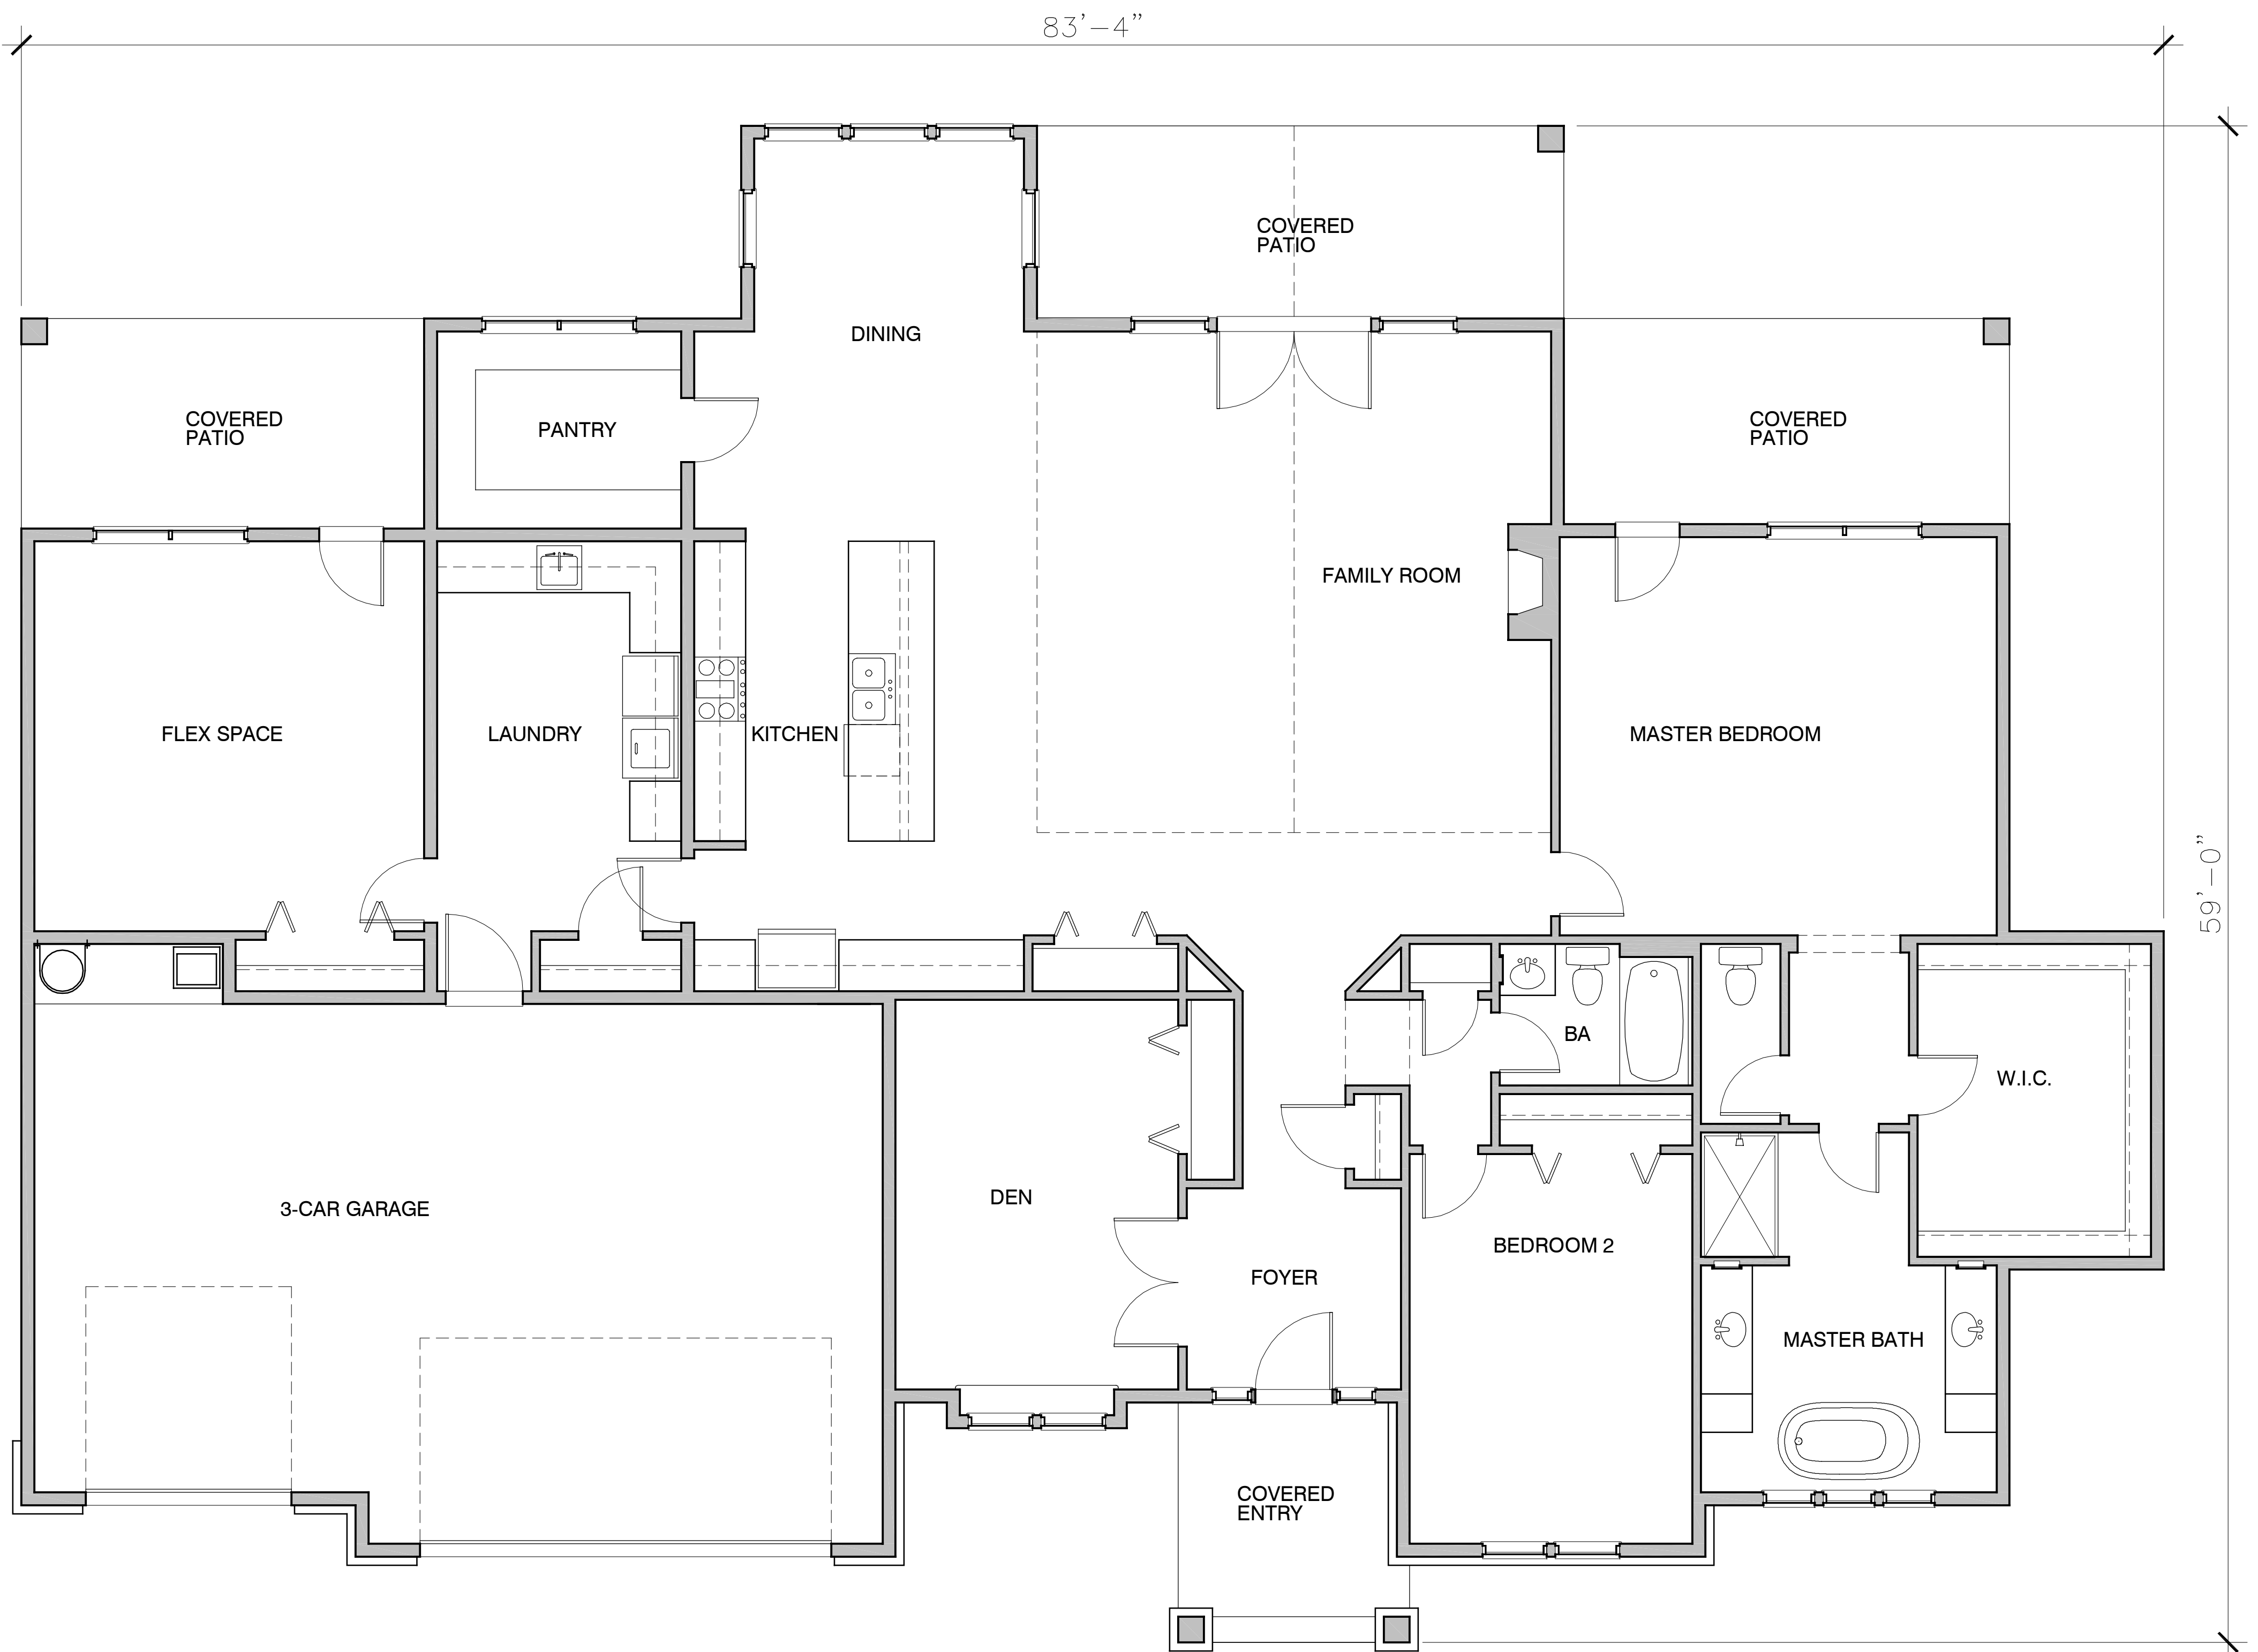 83'-4"
COVERED
PATIO
DINING
COVERED
PATIO
PANTRY
COVERED
PATIO
FAMILY ROOM
FLEX SPACE
LAUNDRY
KITCHEN
MASTER BEDROOM
59'-0"
BA
W.I.C.
DEN
3-CAR GARAGE
BEDROOM 2
FOYER
MASTER BATH
COVERED
ENTRY